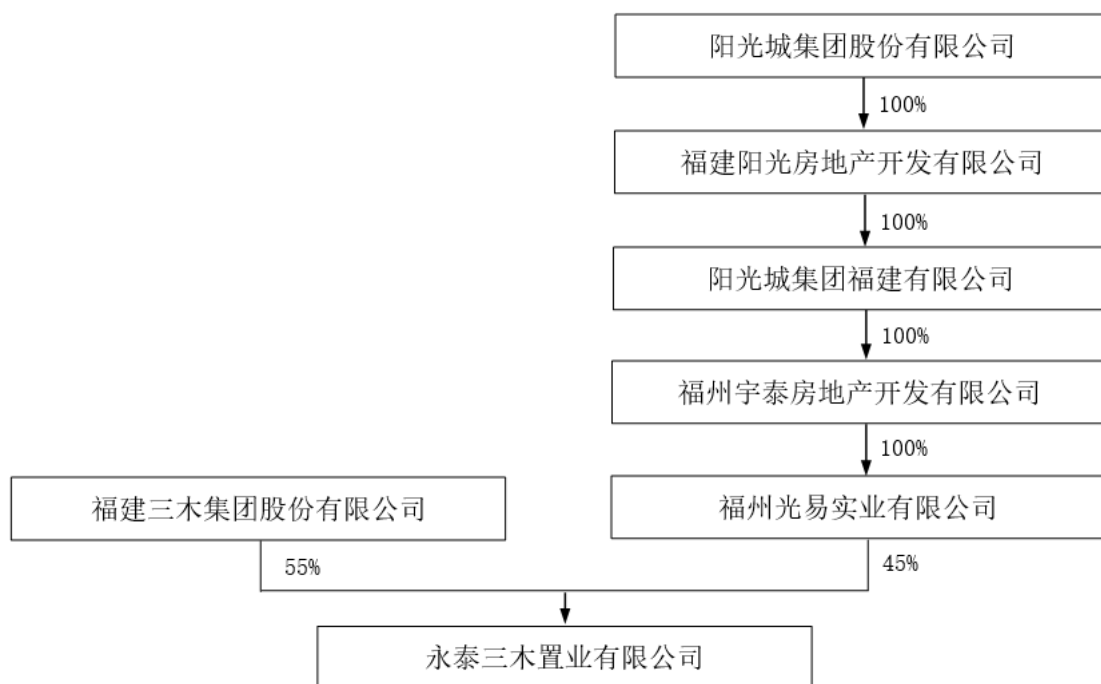 阳光城集团股份有限公司
100%
福建阳光房地产开发有限公司
100%
阳光城集团福建有限公司
100%
福州宇泰房地产开发有限公司
100%
福建三木集团股份有限公司
福州光易实业有限公司
55%
45%
永泰三木置业有限公司